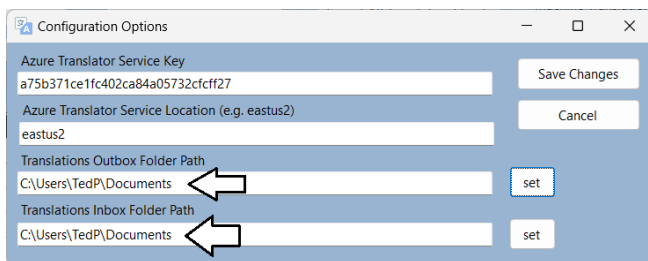 Configuration Options
Azure Translator Service Key
Save Changes
a75b371ce1fc402ca84a05732cfcff27
Azure Translator Service Location (e.g. eastus2)
Cancel
eastus2
Translations Outbox Folder Path
C:\Users\TedP\Documents
set
Translations Inbox Folder Path
C:\Users\TedP\Documents
set